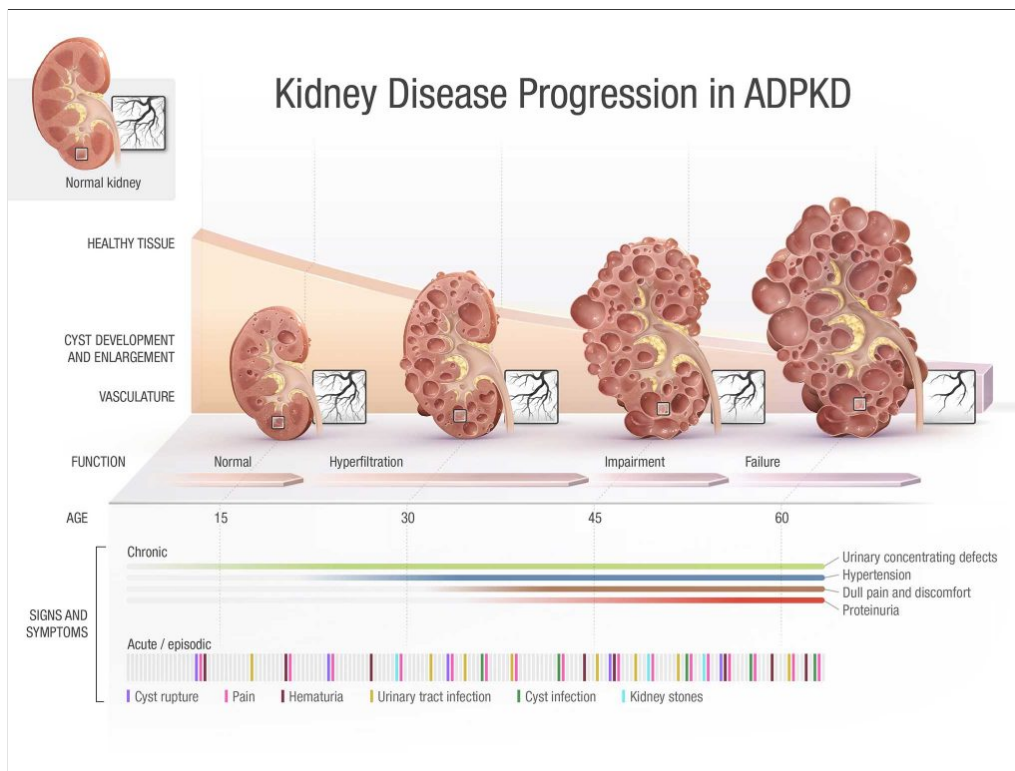 Kidney Disease Progression in ADPKD
Normal kidney
HEALTHY TISSUE
CYST DEVELOPMENT
AND ENLARGEMENT
VASCULATURE
FUNCTION
Normal
Hyperfiltration
Impairment
Failure
AGE
15
30
45
60
SIGNS AND
SYMPTOMS
Chronic
Urinary concentrating defects
Hypertension
Dull pain and discomfort
Proteinuria
Acute / episodic
Cyst rupture
Pain
Hematuria
Urinary tract infection
Cyst infection
Kidney stones